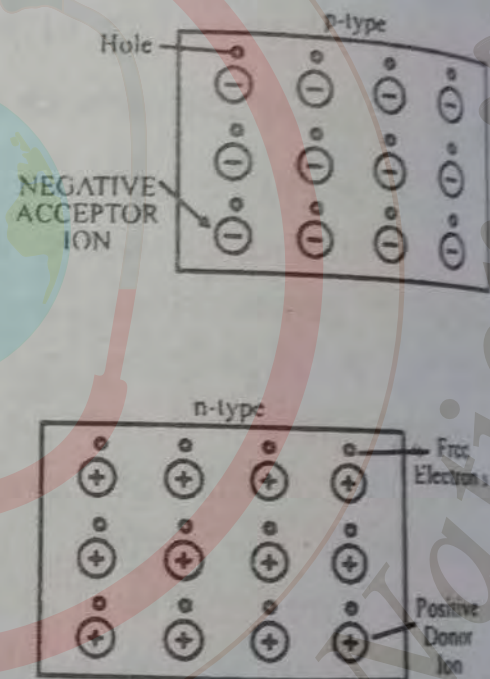 p-type
Hole
NEGATIVE
ACCEPTOR
ION
n-type
Free
Electrons
Positive
Donor
Ion